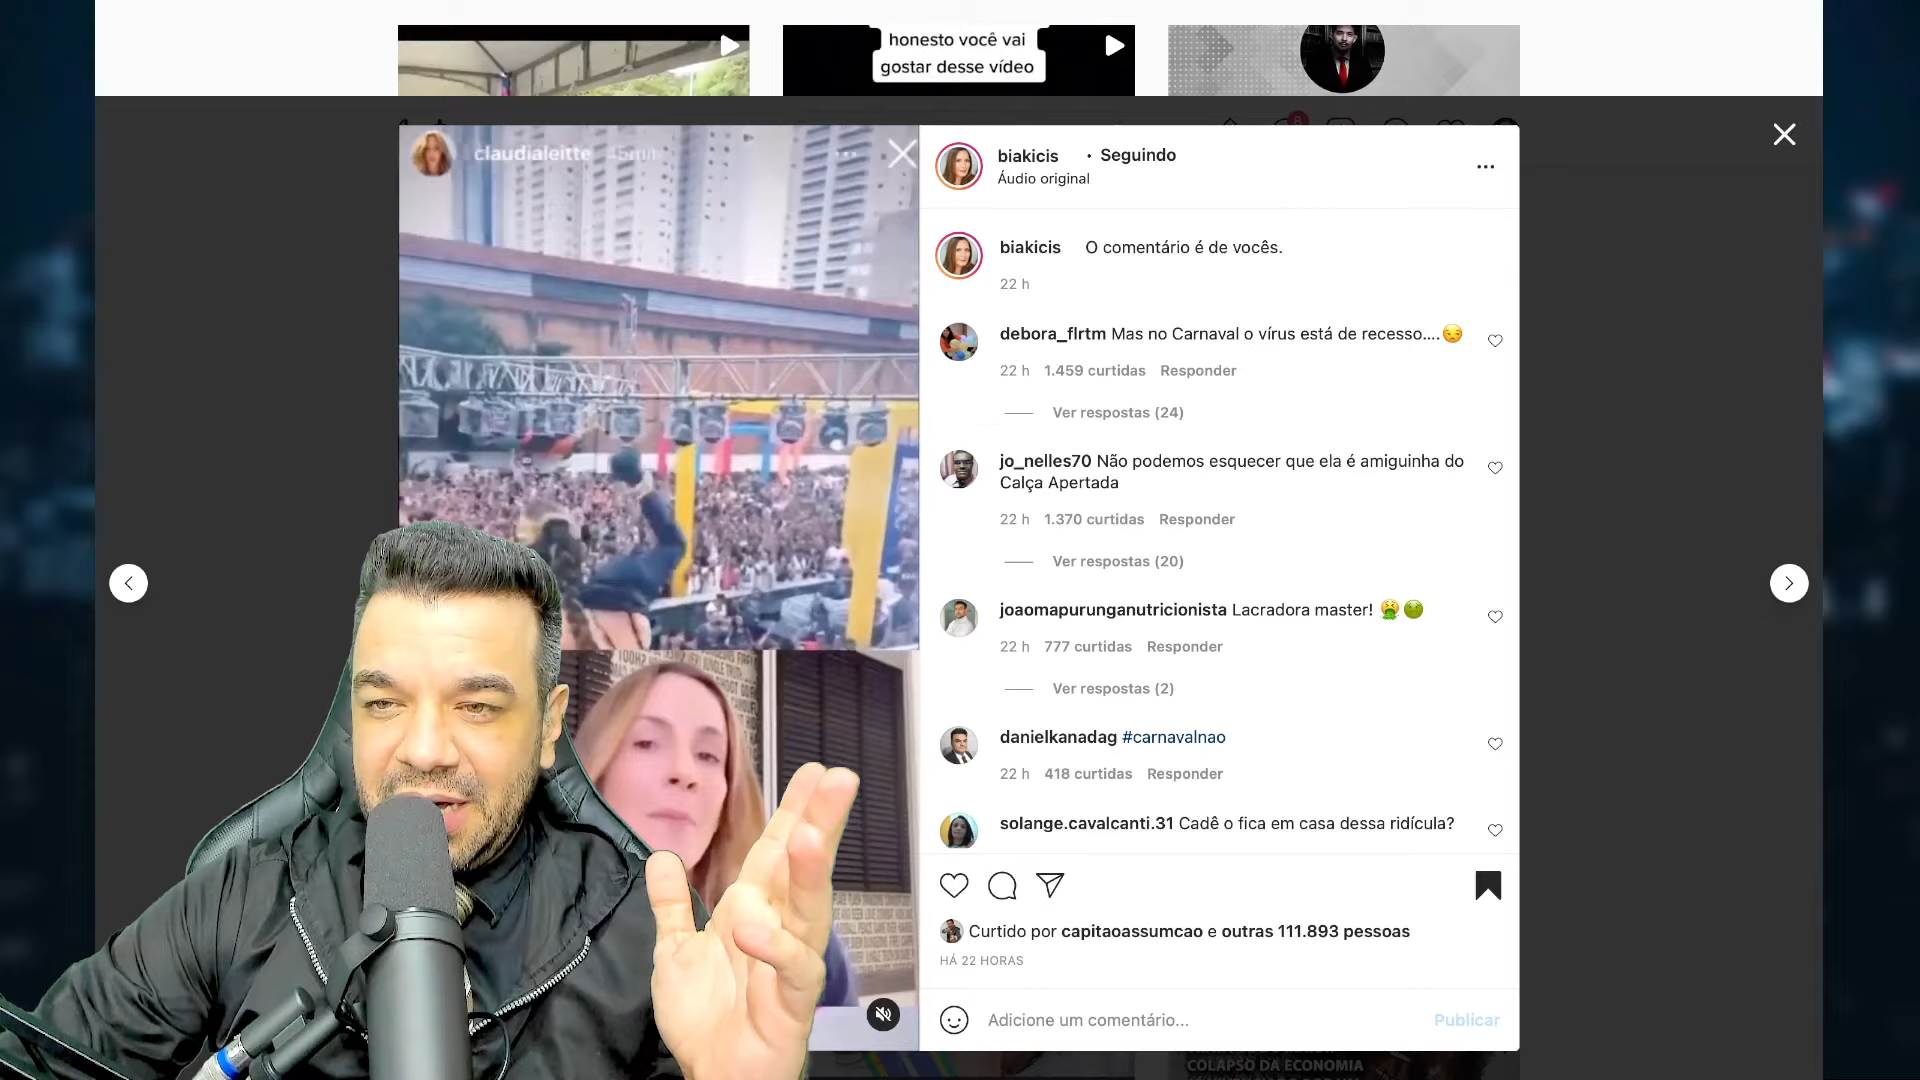 honesto você vai
gostar desse vídeo
claudialeitte 45min
biakicis • Seguindo
Áudio original
biakicis O comentário é de vocês.
22 h
debora_flrtm Mas no Carnaval o vírus está de recesso....😒
22 h 1.459 curtidas Responder
Ver respostas (24)
jo_nelles70 Não podemos esquecer que ela é amiguinha do
Calça Apertada
22 h 1.370 curtidas Responder
Ver respostas (20)
joaomapurunganutricionista Lacradora master! 🤮🤢
22 h 777 curtidas Responder
Ver respostas (2)
danielkanadag #carnavalnao
22 h 418 curtidas Responder
solange.cavalcanti.31 Cadê o fica em casa dessa ridícula?
Curtido por capitaoassumcao e outras 111.893 pessoas
HÁ 22 HORAS
Adicione um comentário...
Publicar
COLAPSO DA ECONOMIA